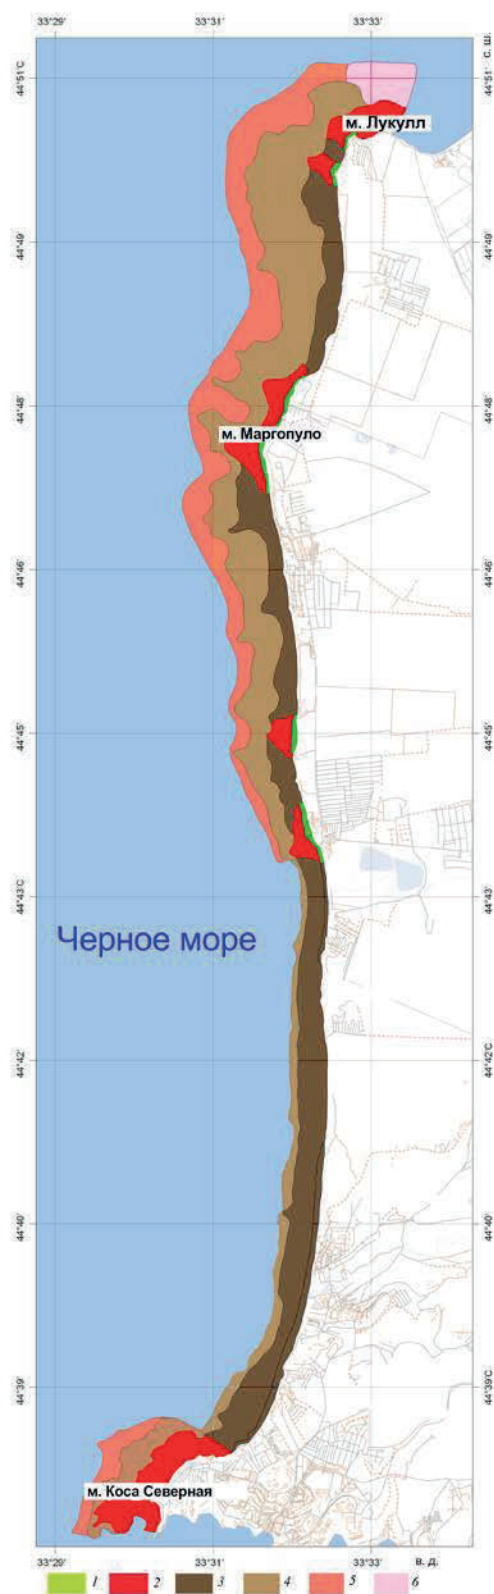 33°29' 33°31' 33°33'
с. ш.
44°51'С 44°51'
м. Лукулл
44°49' 44°49'
44°48' 44°48'
м. Маргопуло
44°46' 44°46'
44°45' 44°45'
44°43' 44°43'
Черное море
44°42' 44°42'С
44°40' 44°40'
44°39' 44°39'С
м. Коса Северная
33°29' 33°31' 33°33' в. д.
1 2 3 4 5 6